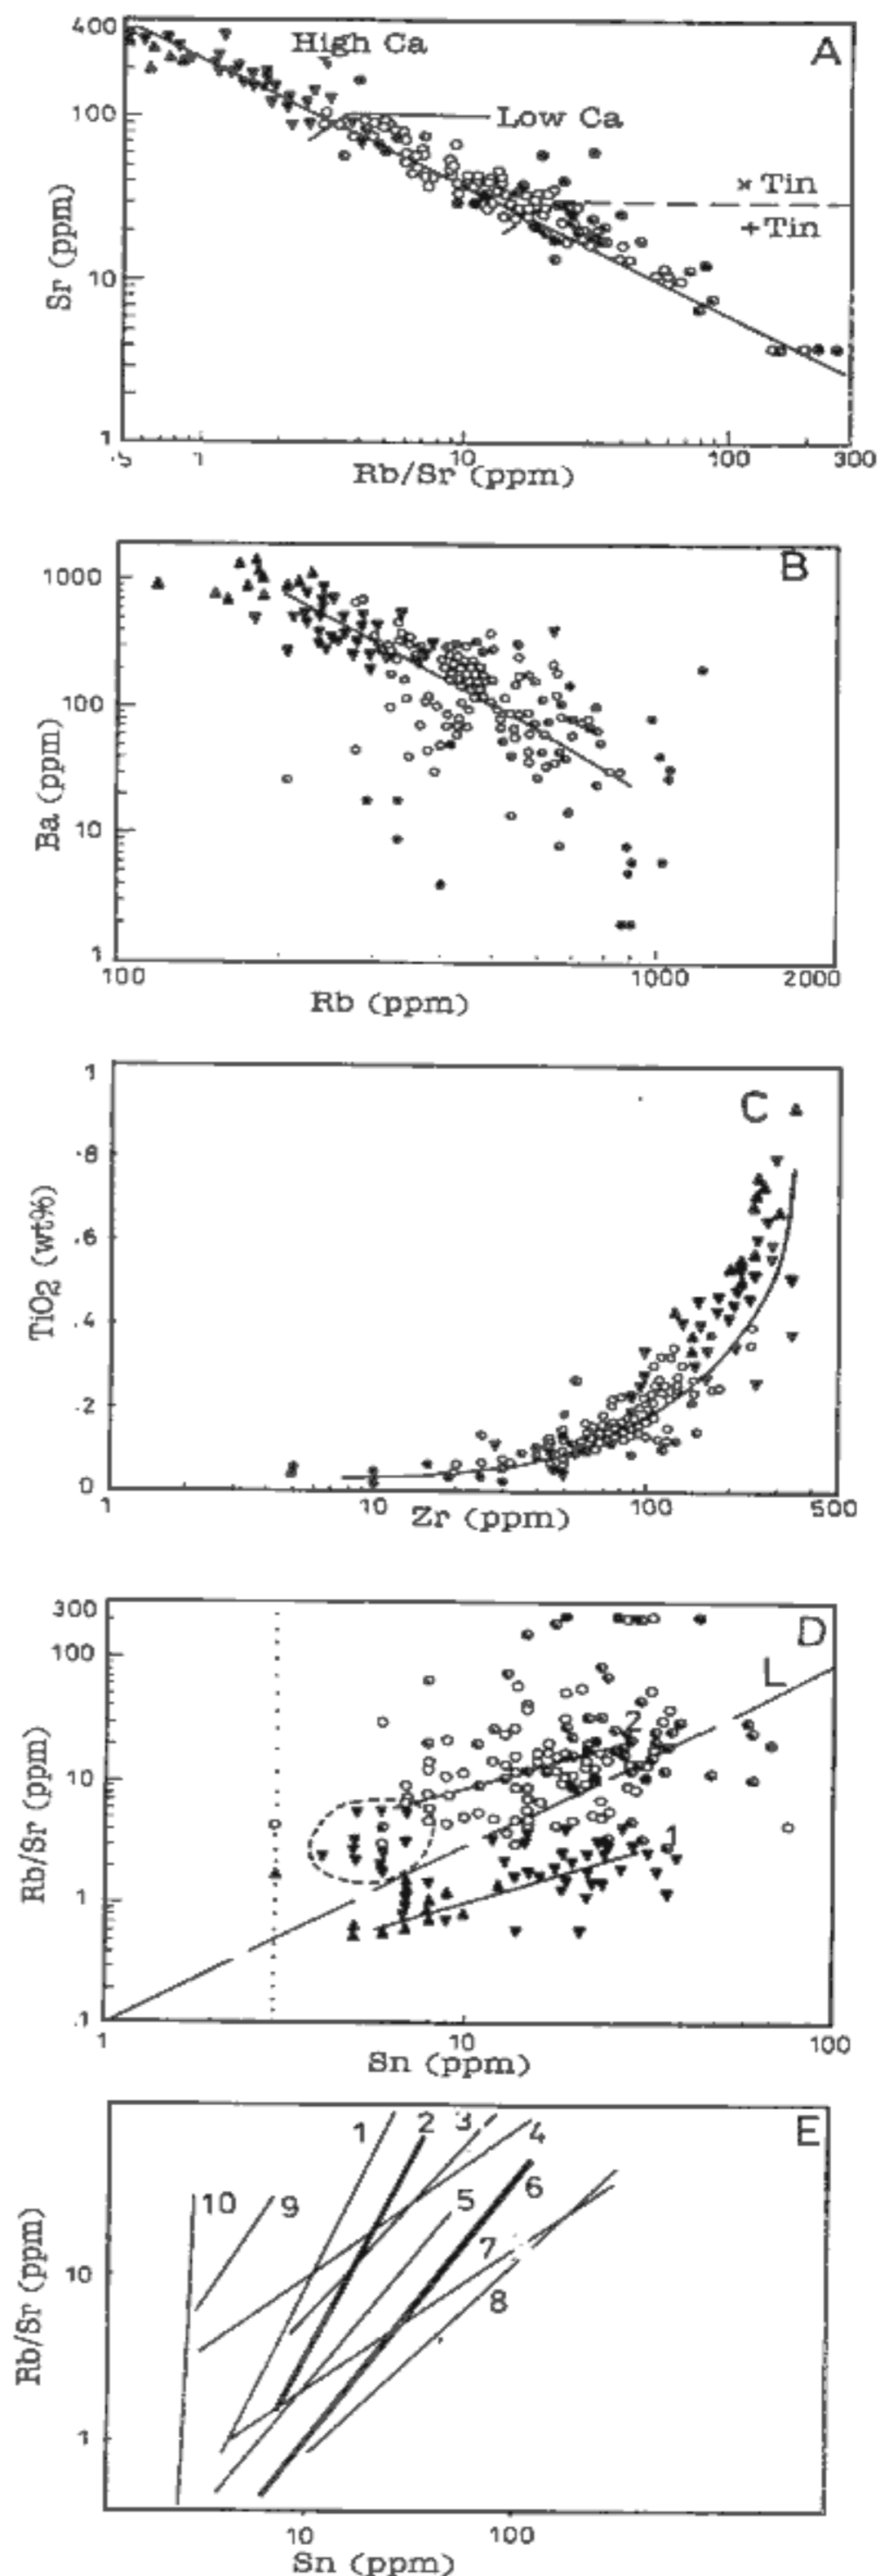 400
A
High Ca
100
Low Ca
× Tin
+ Tin
Sr (ppm)
10
1
.5 1 10 100 300
Rb/Sr (ppm)
B
1000
100
Ba (ppm)
10
1
100 1000 2000
Rb (ppm)
1
C
.8
.6
TiO2 (wt%)
.4
.2
0
1 10 100 500
Zr (ppm)
300
D
100
L
2
10
Rb/Sr (ppm)
1
1
.1
1 10 100
Sn (ppm)
1 2 3 4 E
10 9 5 6
7
10
8
Rb/Sr (ppm)
1
10 100
Sn (ppm)